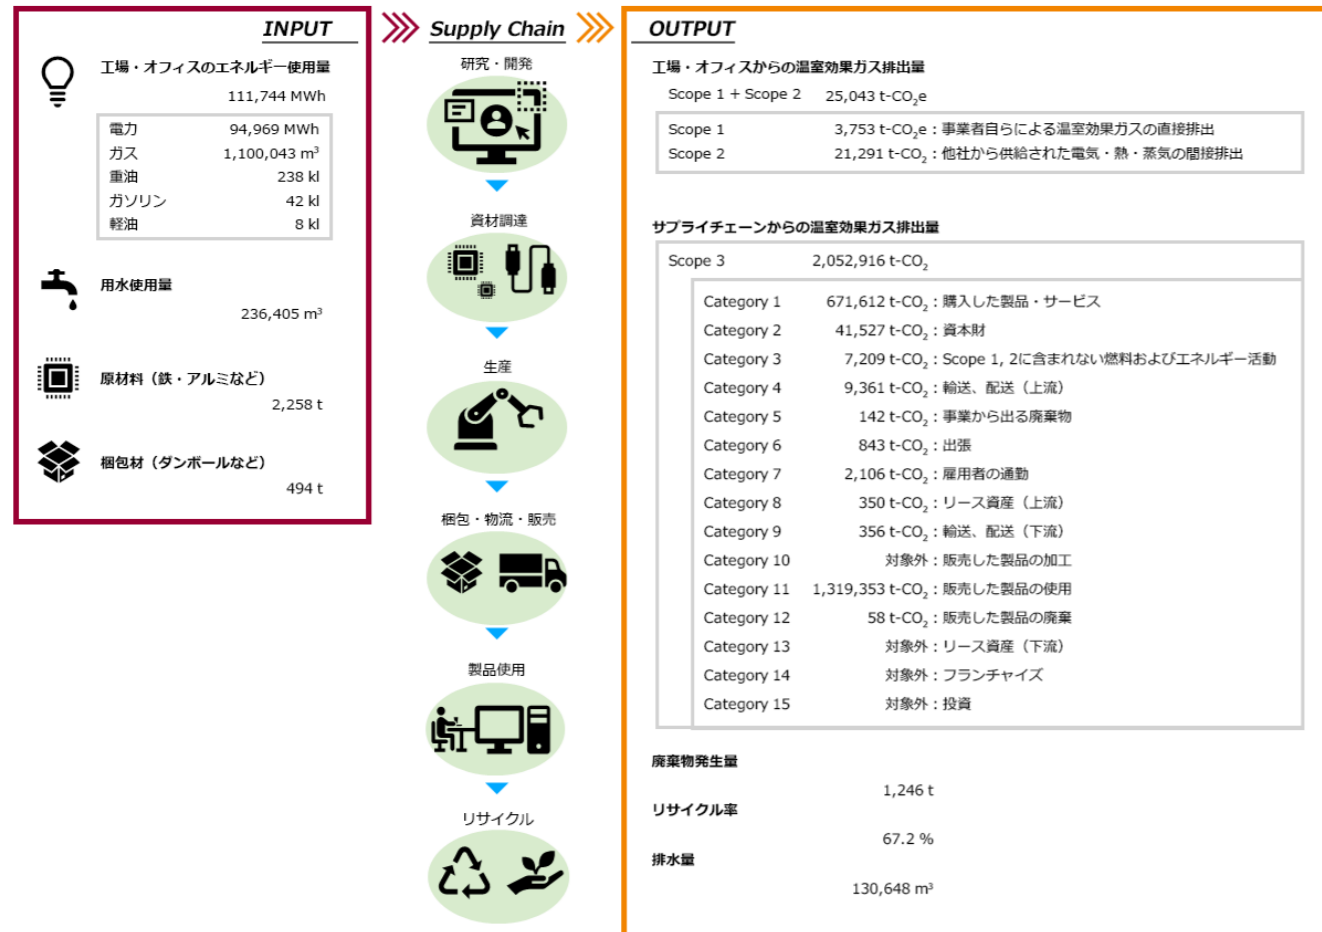 INPUT
工場・オフィスのエネルギー使用量
111,744 MWh
電力 94,969 MWh
ガス 1,100,043 m³
重油 238 kl
ガソリン 42 kl
軽油 8 kl
用水使用量
236,405 m³
原材料（鉄・アルミなど）
2,258 t
梱包材（ダンボールなど）
494 t
Supply Chain
研究・開発
資材調達
生産
梱包・物流・販売
製品使用
リサイクル
OUTPUT
工場・オフィスからの温室効果ガス排出量
Scope 1 + Scope 2 25,043 t-CO₂e
Scope 1 3,753 t-CO₂e：事業者自らによる温室効果ガスの直接排出
Scope 2 21,291 t-CO₂：他社から供給された電気・熱・蒸気の間接排出
サプライチェーンからの温室効果ガス排出量
Scope 3 2,052,916 t-CO₂
Category 1 671,612 t-CO₂：購入した製品・サービス
Category 2 41,527 t-CO₂：資本財
Category 3 7,209 t-CO₂：Scope 1, 2に含まれない燃料およびエネルギー活動
Category 4 9,361 t-CO₂：輸送、配送（上流）
Category 5 142 t-CO₂：事業から出る廃棄物
Category 6 843 t-CO₂：出張
Category 7 2,106 t-CO₂：雇用者の通勤
Category 8 350 t-CO₂：リース資産（上流）
Category 9 356 t-CO₂：輸送、配送（下流）
Category 10 対象外：販売した製品の加工
Category 11 1,319,353 t-CO₂：販売した製品の使用
Category 12 58 t-CO₂：販売した製品の廃棄
Category 13 対象外：リース資産（下流）
Category 14 対象外：フランチャイズ
Category 15 対象外：投資
廃棄物発生量
1,246 t
リサイクル率
67.2 %
排水量
130,648 m³